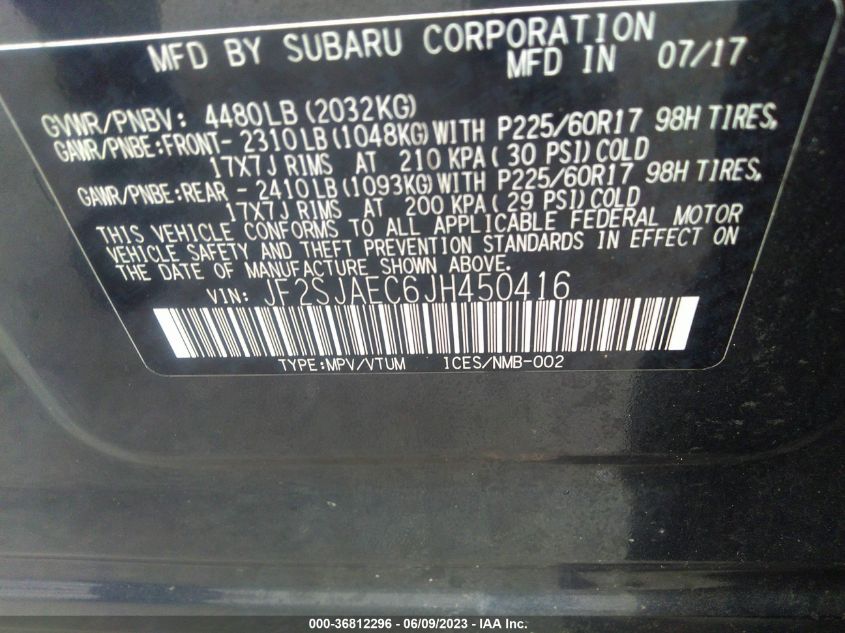 MFD BY SUBARU CORPORATION
MFD IN 07/17
GVWR/PNBV: 4480LB (2032KG)
GAWR/PNBE:FRONT- 2310LB (1048KG)WITH P225/60R17 98H TIRES,
17X7J RIMS AT 210 KPA( 30 PSI)COLD
GAWR/PNBE:REAR - 2410LB (1093KG)WITH P225/60R17 98H TIRES,
17X7J RIMS AT 200 KPA( 29 PSI)COLD
THIS VEHICLE CONFORMS TO ALL APPLICABLE FEDERAL MOTOR
VEHICLE SAFETY AND THEFT PREVENTION STANDARDS IN EFFECT ON
THE DATE OF MANUFACTURE SHOWN ABOVE.
VIN: JF2SJAEC6JH450416
TYPE:MPV/VTUM ICES/NMB-002
000-36812296 - 06/09/2023 - IAA Inc.